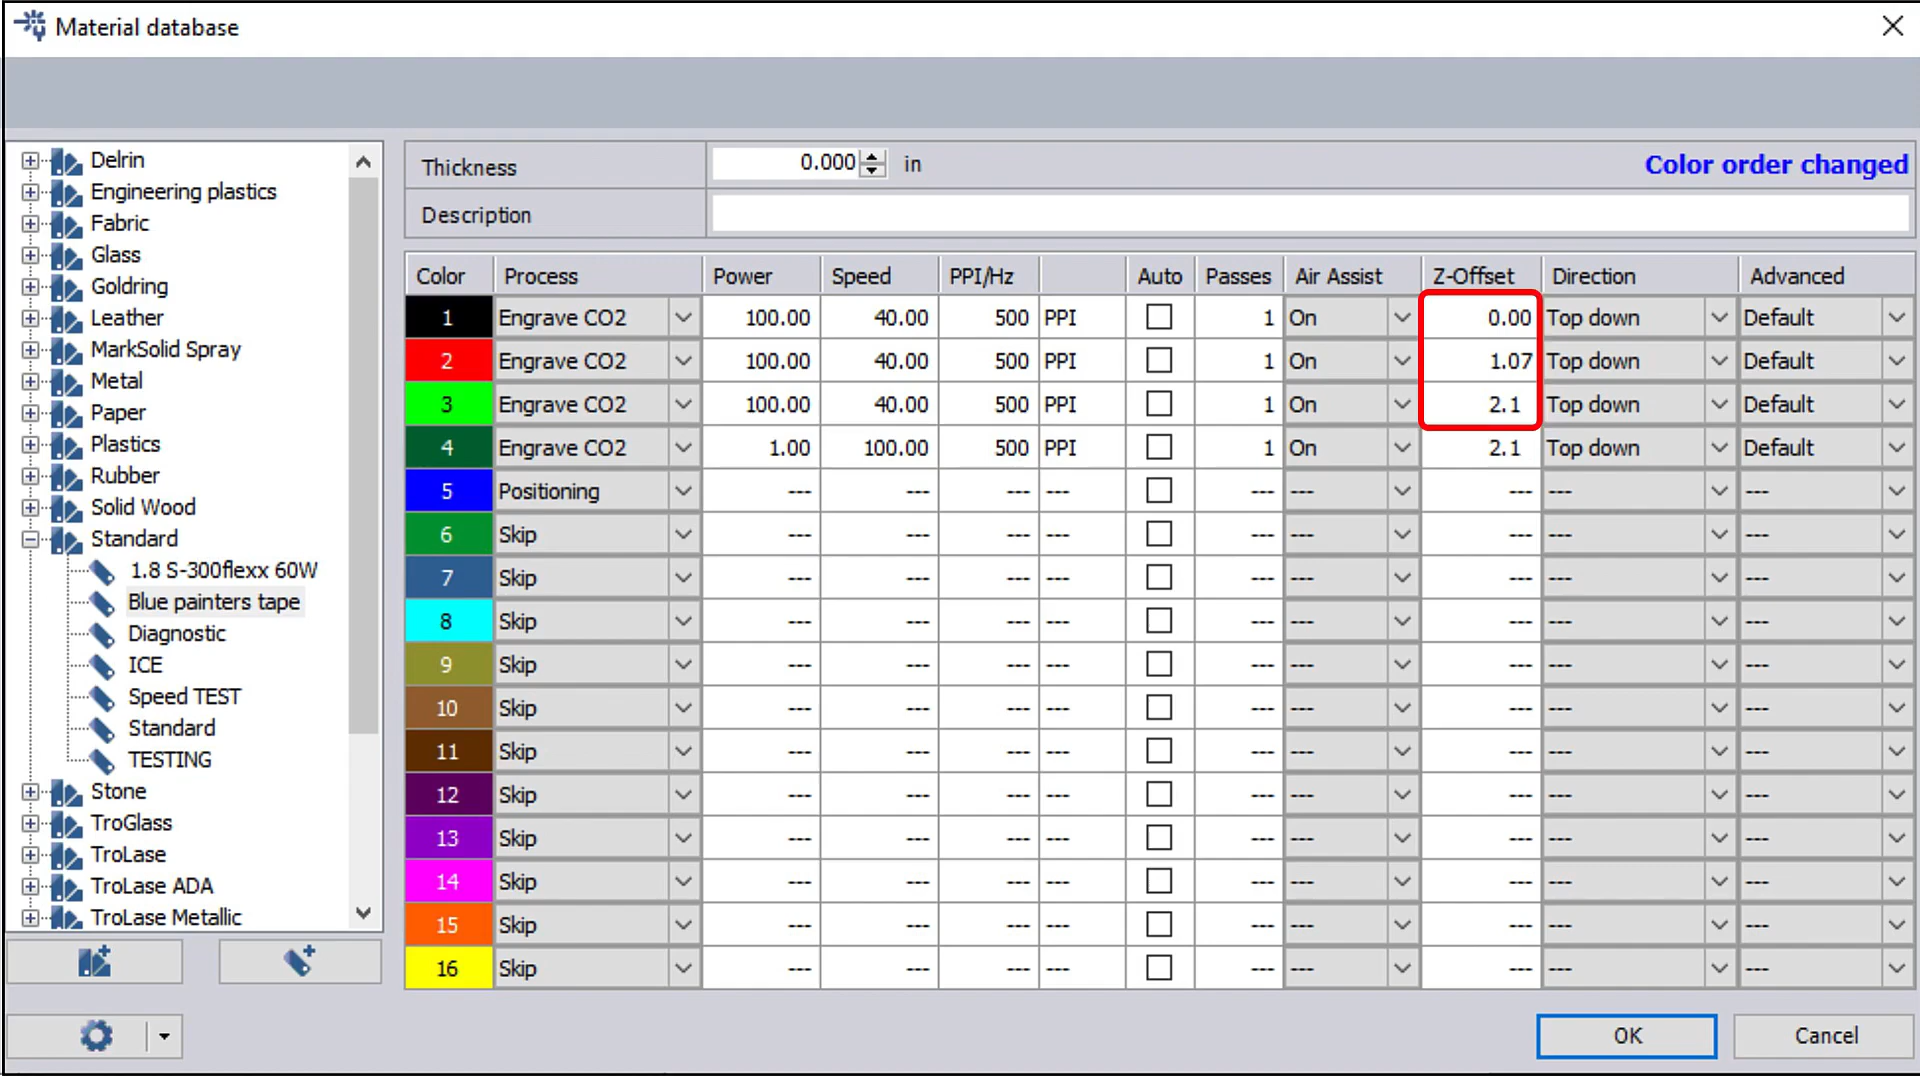 Material database
Delrin
Engineering plastics
Fabric
Glass
Goldring
Leather
MarkSolid Spray
Metal
Paper
Plastics
Rubber
Solid Wood
Standard
1.8 S-300flexx 60W
Blue painters tape
Diagnostic
ICE
Speed TEST
Standard
TESTING
Stone
TroGlass
TroLase
TroLase ADA
TroLase Metallic
Thickness 0.000 in Color order changed
Description
Color Process Power Speed PPI/Hz Auto Passes Air Assist Z-Offset Direction Advanced
1 Engrave CO2 100.00 40.00 500 PPI 1 On 0.00 Top down Default
2 Engrave CO2 100.00 40.00 500 PPI 1 On 1.07 Top down Default
3 Engrave CO2 100.00 40.00 500 PPI 1 On 2.1 Top down Default
4 Engrave CO2 1.00 100.00 500 PPI 1 On 2.1 Top down Default
5 Positioning --- --- --- --- --- --- --- --- ---
6 Skip --- --- --- --- --- --- --- --- ---
7 Skip --- --- --- --- --- --- --- --- ---
8 Skip --- --- --- --- --- --- --- --- ---
9 Skip --- --- --- --- --- --- --- --- ---
10 Skip --- --- --- --- --- --- --- --- ---
11 Skip --- --- --- --- --- --- --- --- ---
12 Skip --- --- --- --- --- --- --- --- ---
13 Skip --- --- --- --- --- --- --- --- ---
14 Skip --- --- --- --- --- --- --- --- ---
15 Skip --- --- --- --- --- --- --- --- ---
16 Skip --- --- --- --- --- --- --- --- ---
OK Cancel